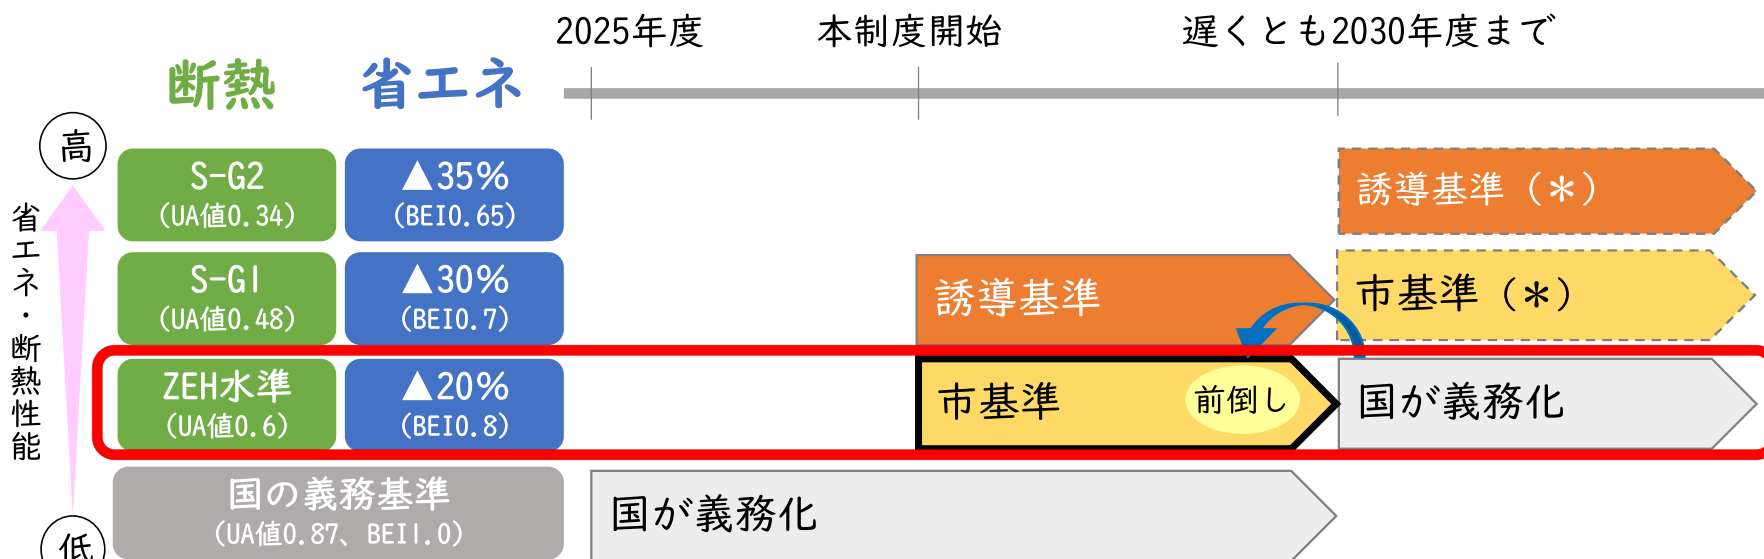 2025年度
本制度開始
遅くとも2030年度まで
断熱
省エネ
高
省エネ・断熱性能
低
S-G2
(UA値0.34)
▲35%
(BEI0.65)
誘導基準(＊)
S-G1
(UA値0.48)
▲30%
(BEI0.7)
誘導基準
市基準(＊)
ZEH水準
(UA値0.6)
▲20%
(BEI0.8)
市基準
前倒し
国が義務化
国の義務基準
(UA値0.87、BEI1.0)
国が義務化